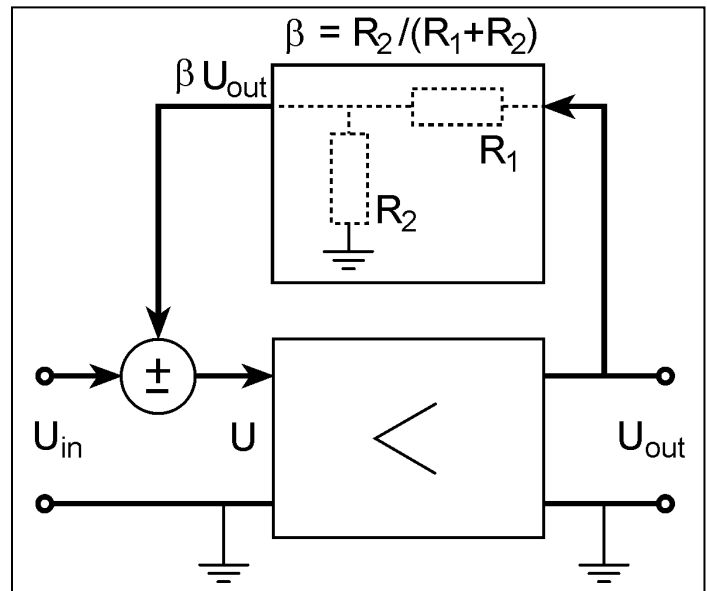 β = R₂/(R₁+R₂)
β Uₒᵤₜ
R₁
R₂
±
Uᵢₙ
U
<
Uₒᵤₜ